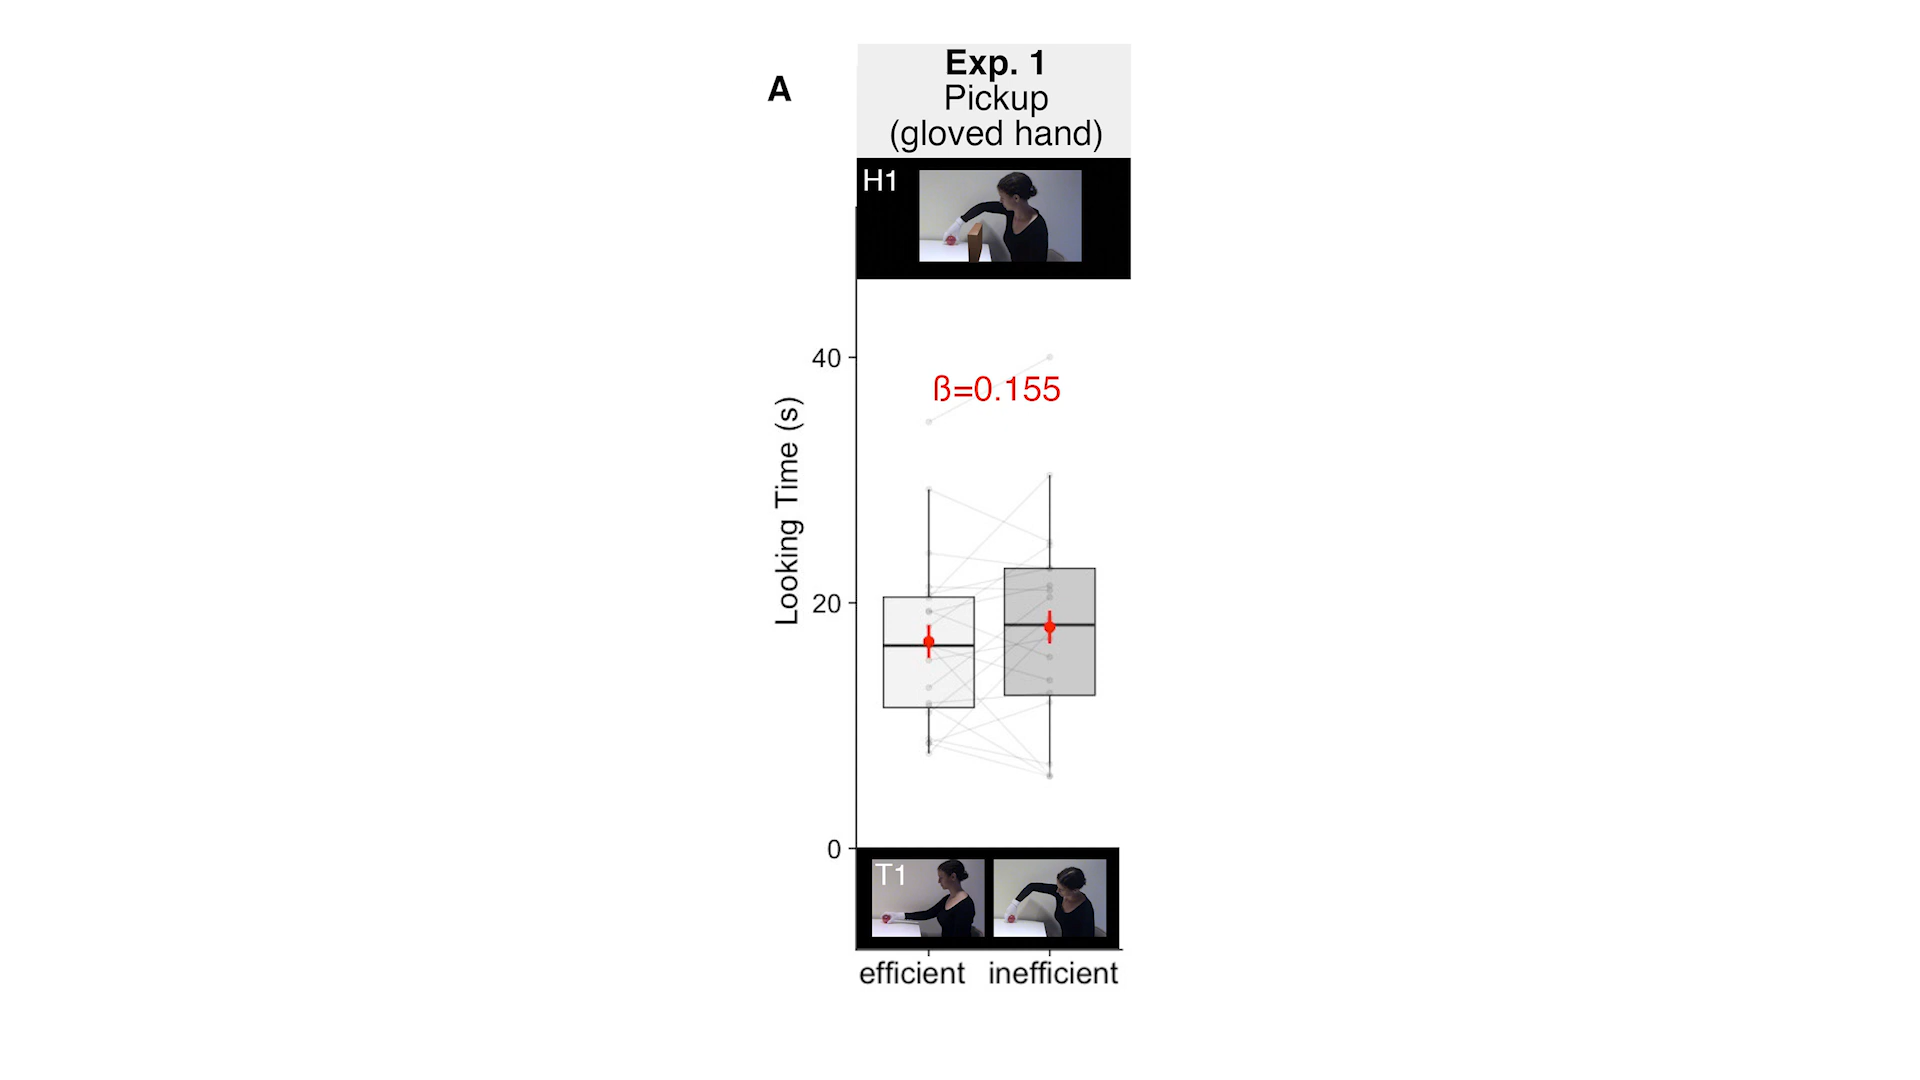 A
Exp. 1
Pickup
(gloved hand)
H1
40
ß=0.155
Looking Time (s)
20
0
T1
efficient inefficient